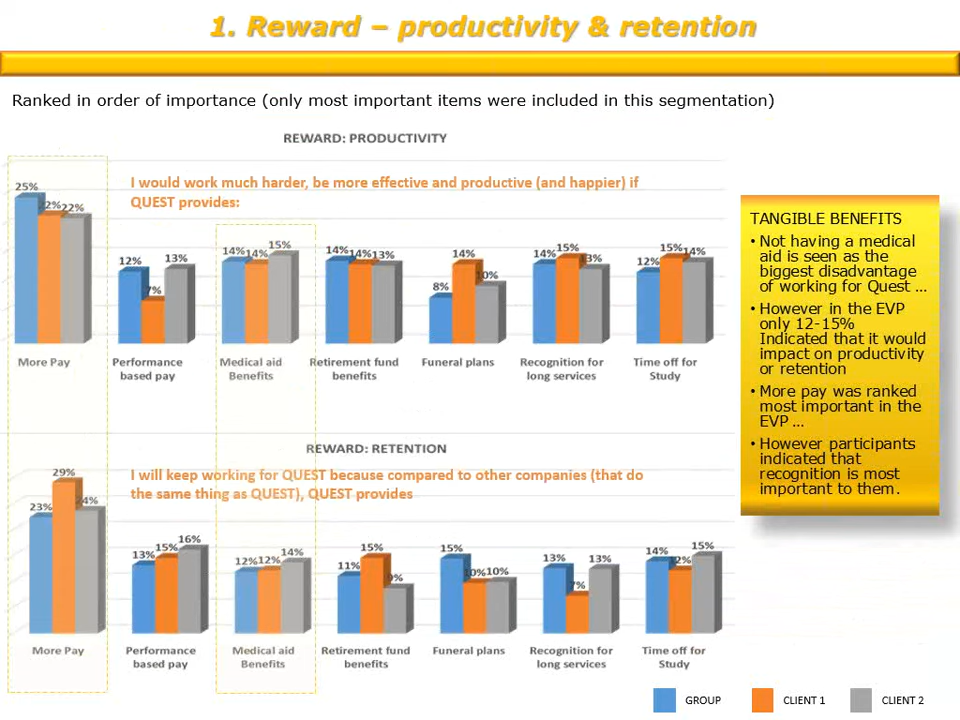 1. Reward – productivity & retention
Ranked in order of importance (only most important items were included in this segmentation)
REWARD: PRODUCTIVITY
I would work much harder, be more effective and productive (and happier) if
QUEST provides:
25% 22% 22%
12% 7% 13%
14% 14% 15%
14% 14% 13%
8% 14% 10%
14% 15% 13%
12% 15% 14%
More Pay
Performance
based pay
Medical aid
Benefits
Retirement fund
benefits
Funeral plans
Recognition for
long services
Time off for
Study
REWARD: RETENTION
I will keep working for QUEST because compared to other companies (that do
the same thing as QUEST), QUEST provides
23% 29% 24%
13% 15% 16%
12% 12% 14%
11% 15% 9%
15% 10% 10%
13% 7% 13%
14% 12% 15%
More Pay
Performance
based pay
Medical aid
Benefits
Retirement fund
benefits
Funeral plans
Recognition for
long services
Time off for
Study
TANGIBLE BENEFITS
• Not having a medical
aid is seen as the
biggest disadvantage
of working for Quest …
• However in the EVP
only 12-15%
Indicated that it would
impact on productivity
or retention
• More pay was ranked
most important in the
EVP …
• However participants
indicated that
recognition is most
important to them.
GROUP
CLIENT 1
CLIENT 2